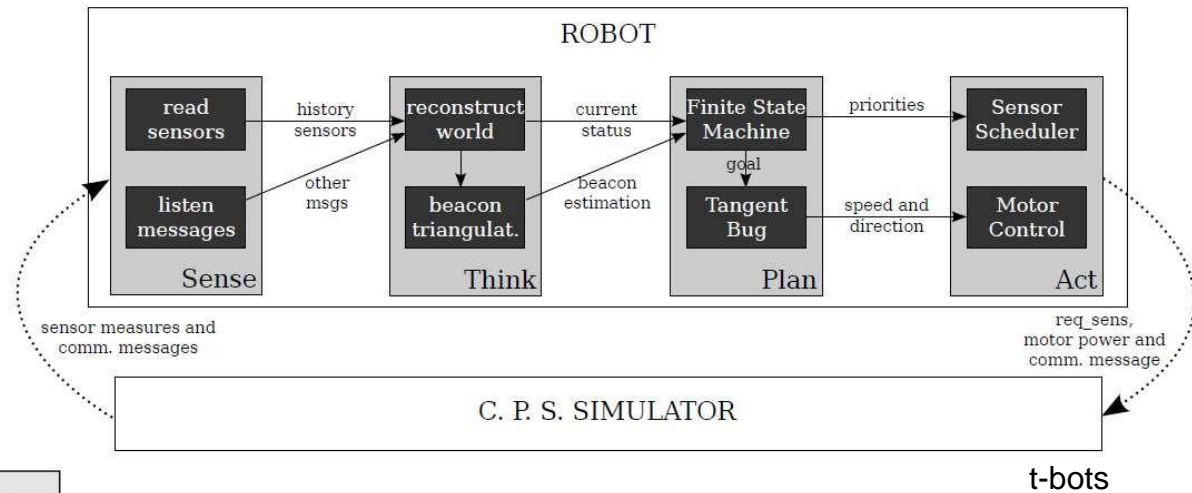 ROBOT
read
sensors
listen
messages
Sense
history
sensors
other
msgs
reconstruct
world
beacon
triangulat.
Think
current
status
beacon
estimation
Finite State
Machine
goal
Tangent
Bug
Plan
priorities
speed and
direction
Sensor
Scheduler
Motor
Control
Act
sensor measures and
comm. messages
req_sens,
motor power and
comm. message
C. P. S. SIMULATOR
t-bots